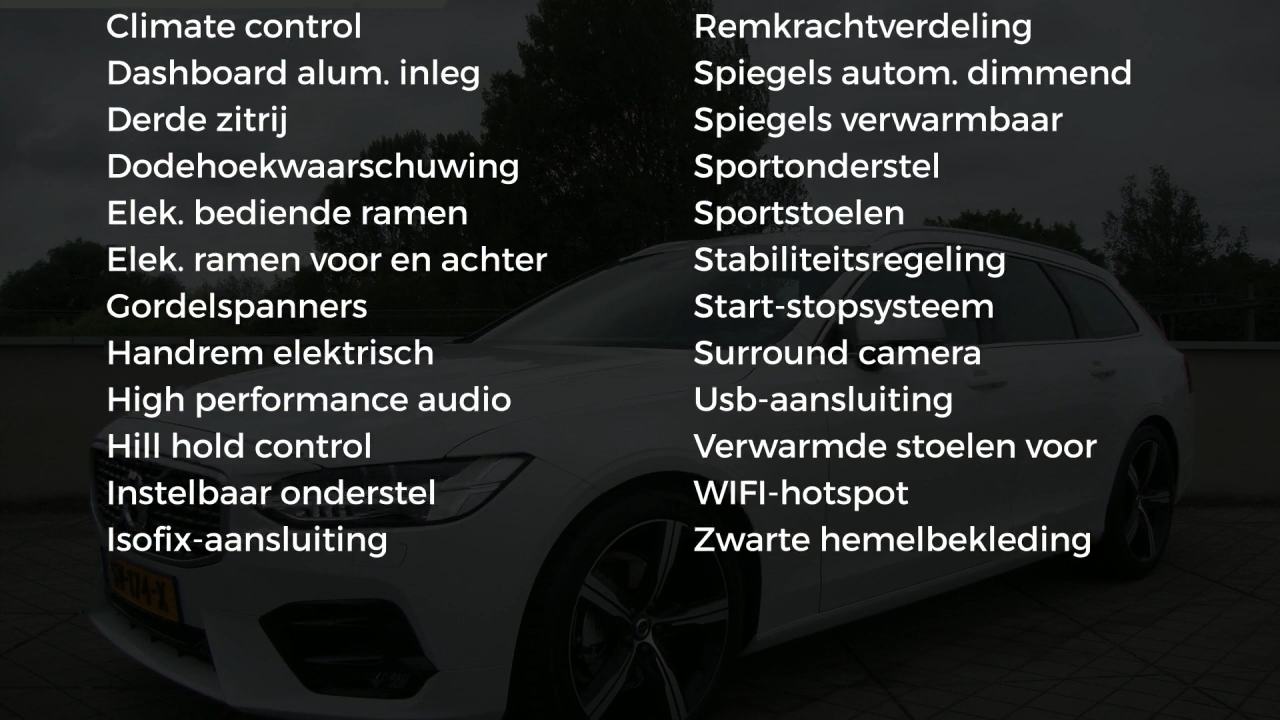 Climate control
Dashboard alum. inleg
Derde zitrij
Dodehoekwaarschuwing
Elek. bediende ramen
Elek. ramen voor en achter
Gordelspanners
Handrem elektrisch
High performance audio
Hill hold control
Instelbaar onderstel
Isofix-aansluiting
Remkrachtverdeling
Spiegels autom. dimmend
Spiegels verwarmbaar
Sportonderstel
Sportstoelen
Stabiliteitsregeling
Start-stopsysteem
Surround camera
Usb-aansluiting
Verwarmde stoelen voor
WIFI-hotspot
Zwarte hemelbekleding